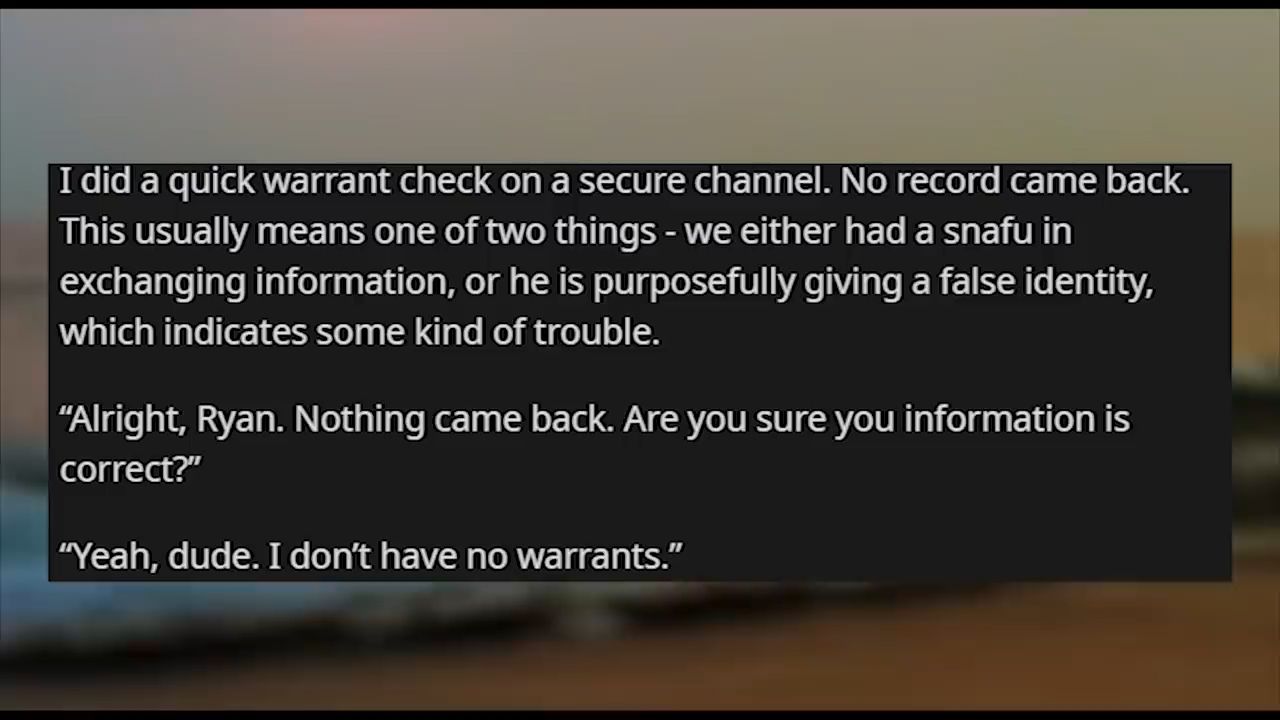 I did a quick warrant check on a secure channel. No record came back.
This usually means one of two things - we either had a snafu in
exchanging information, or he is purposefully giving a false identity,
which indicates some kind of trouble.
“Alright, Ryan. Nothing came back. Are you sure you information is
correct?”
“Yeah, dude. I don’t have no warrants.”